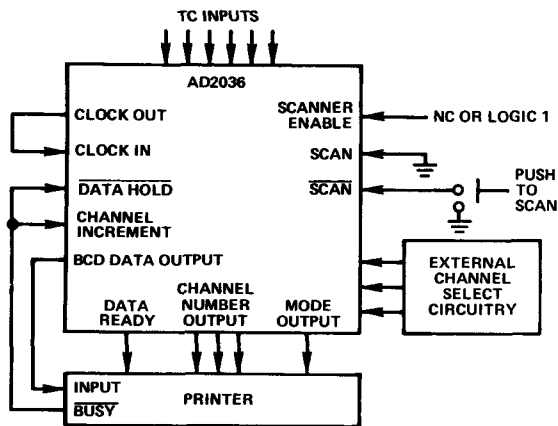 TC INPUTS
AD2036
CLOCK OUT
CLOCK IN
DATA HOLD
CHANNEL
INCREMENT
BCD DATA OUTPUT
SCANNER
ENABLE
NC OR LOGIC 1
SCAN
SCAN
PUSH
TO
SCAN
EXTERNAL
CHANNEL
SELECT
CIRCUITRY
DATA
READY
CHANNEL
NUMBER
OUTPUT
MODE
OUTPUT
INPUT
BUSY
PRINTER